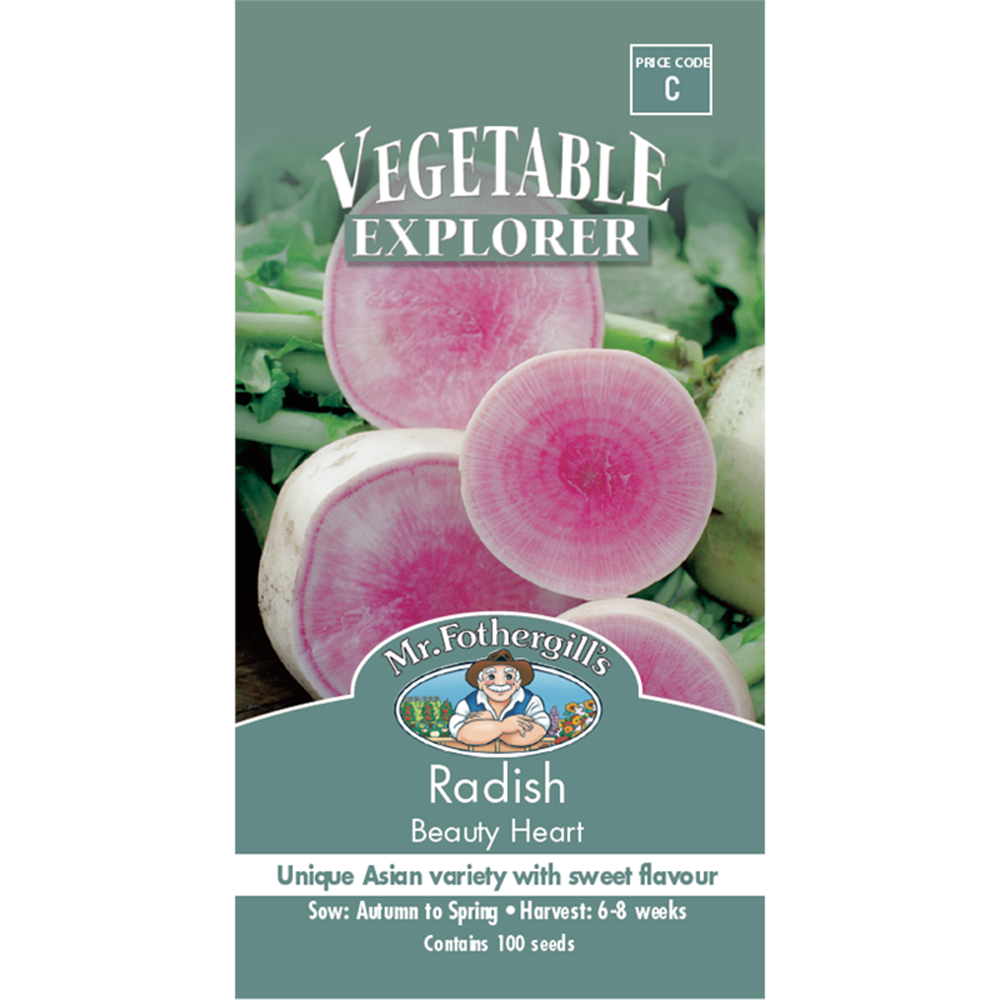 PRICE CODE
C
VEGETABLE
EXPLORER
Mr. Fothergill's
Radish
Beauty Heart
Unique Asian variety with sweet flavour
Sow: Autumn to Spring • Harvest: 6-8 weeks
Contains 100 seeds